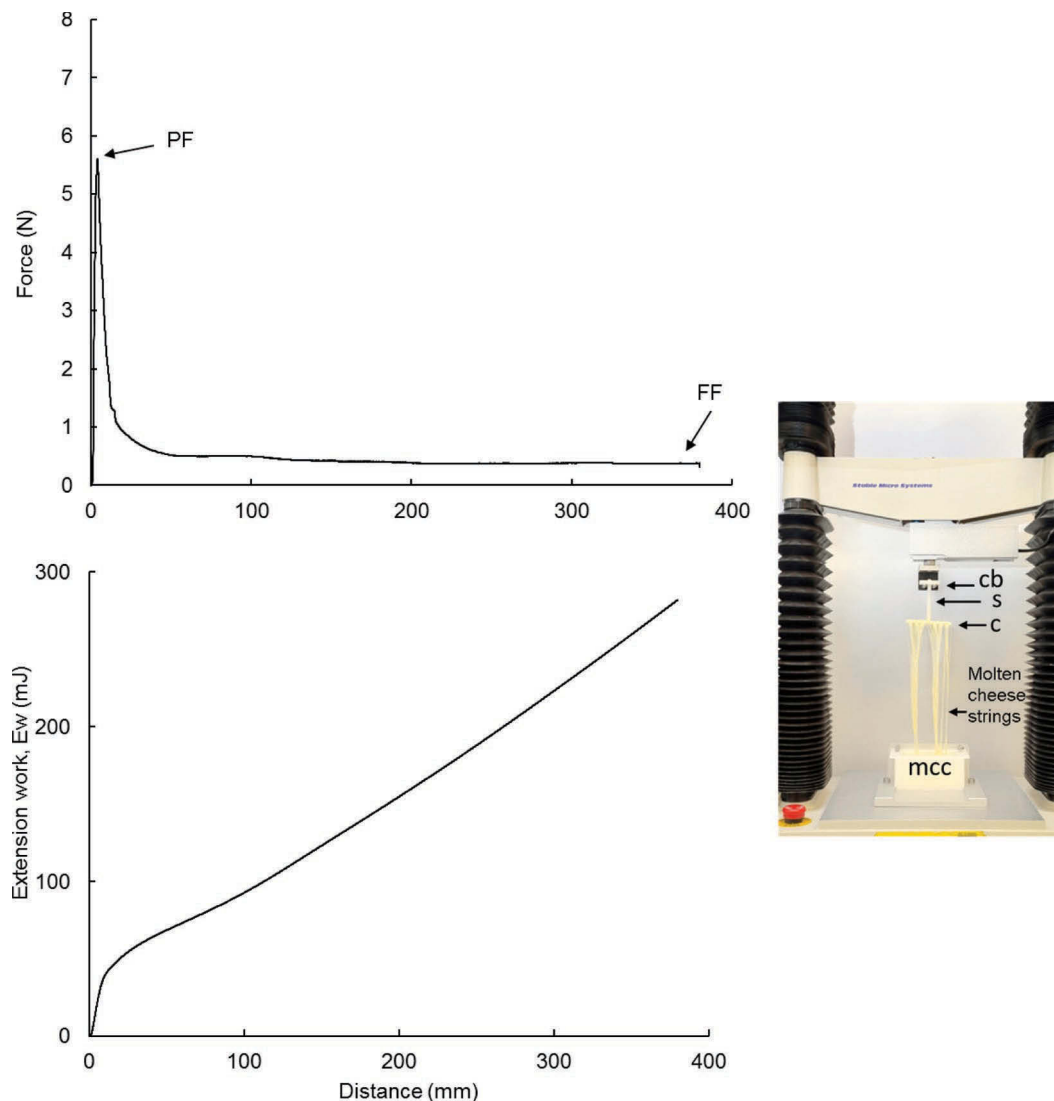 8
7
6
5
4
3
2
1
0
Force (N)
PF
FF
0 100 200 300 400
300
200
100
0
Extension work, Ew (mJ)
0 100 200 300 400
Distance (mm)
Stable Micro Systems
cb
s
c
Molten
cheese
strings
mcc